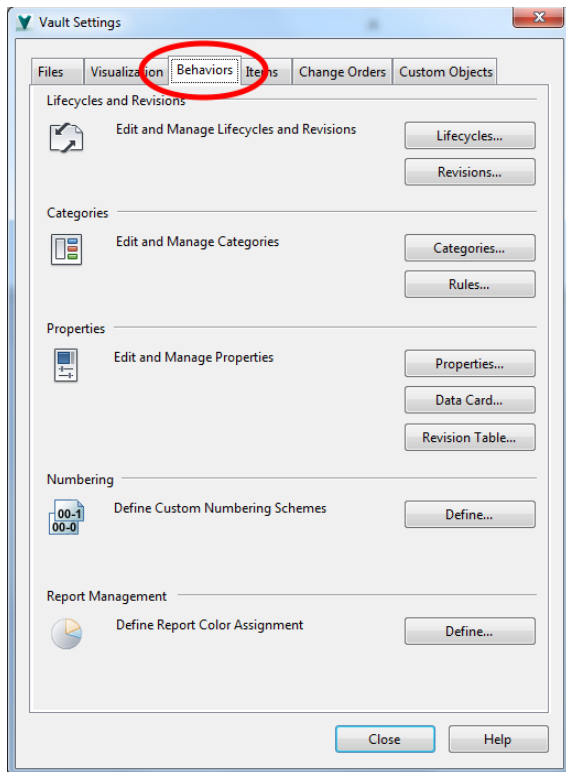 Vault Settings
Files Visualization Behaviors Items Change Orders Custom Objects
Lifecycles and Revisions
Edit and Manage Lifecycles and Revisions
Lifecycles...
Revisions...
Categories
Edit and Manage Categories
Categories...
Rules...
Properties
Edit and Manage Properties
Properties...
Data Card...
Revision Table...
Numbering
00-1
00-0
Define Custom Numbering Schemes
Define...
Report Management
Define Report Color Assignment
Define...
Close Help